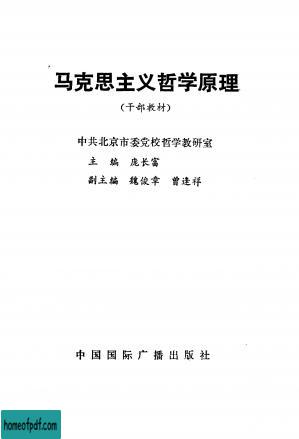 马克思主义哲学原理
(干部教材)
中共北京市委党校哲学教研室
主 编 庞长富
副主编 魏俊章 曾逢祥
中国国际广播出版社
homeofpdf.com